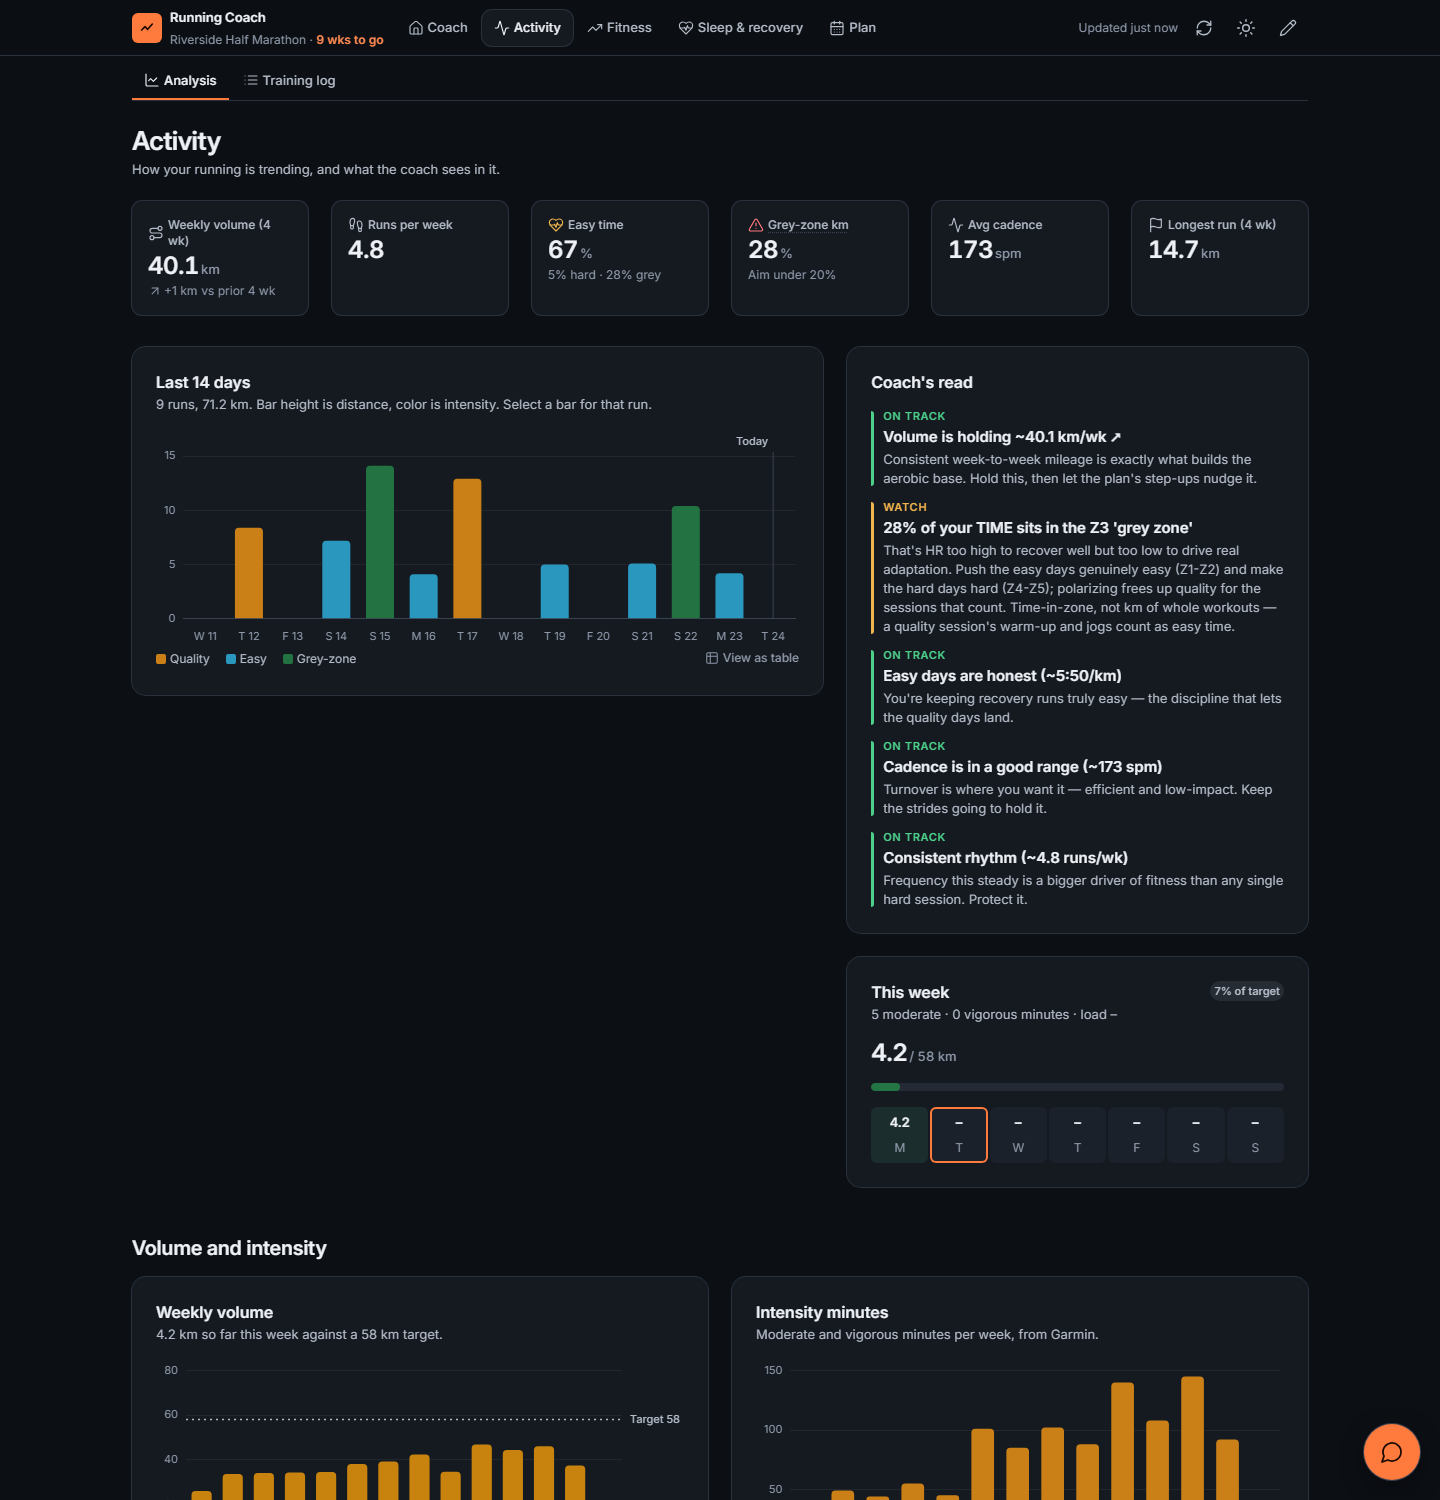 Running Coach
Riverside Half Marathon · 9 wks to go
Coach
Activity
Fitness
Sleep & recovery
Plan
Updated just now
Analysis
Training log
Activity
How your running is trending, and what the coach sees in it.
Weekly volume (4
wk)
40.1 km
+1 km vs prior 4 wk
Runs per week
4.8
Easy time
67 %
5% hard · 28% grey
Grey-zone km
28 %
Aim under 20%
Avg cadence
173 spm
Longest run (4 wk)
14.7 km
Last 14 days
9 runs, 71.2 km. Bar height is distance, color is intensity. Select a bar for that run.
Today
15
10
5
0
W 11 T 12 F 13 S 14 S 15 M 16 T 17 W 18 T 19 F 20 S 21 S 22 M 23 T 24
Quality Easy Grey-zone
View as table
Coach's read
ON TRACK
Volume is holding ~40.1 km/wk ↗
Consistent week-to-week mileage is exactly what builds the
aerobic base. Hold this, then let the plan's step-ups nudge it.
WATCH
28% of your TIME sits in the Z3 'grey zone'
That's HR too high to recover well but too low to drive real
adaptation. Push the easy days genuinely easy (Z1-Z2) and make
the hard days hard (Z4-Z5); polarizing frees up quality for the
sessions that count. Time-in-zone, not km of whole workouts —
a quality session's warm-up and jogs count as easy time.
ON TRACK
Easy days are honest (~5:50/km)
You're keeping recovery runs truly easy — the discipline that lets
the quality days land.
ON TRACK
Cadence is in a good range (~173 spm)
Turnover is where you want it — efficient and low-impact. Keep
the strides going to hold it.
ON TRACK
Consistent rhythm (~4.8 runs/wk)
Frequency this steady is a bigger driver of fitness than any single
hard session. Protect it.
This week
7% of target
5 moderate · 0 vigorous minutes · load –
4.2 / 58 km
4.2 – – – – – –
M T W T F S S
Volume and intensity
Weekly volume
4.2 km so far this week against a 58 km target.
80
60
40
Target 58
Intensity minutes
Moderate and vigorous minutes per week, from Garmin.
150
100
50